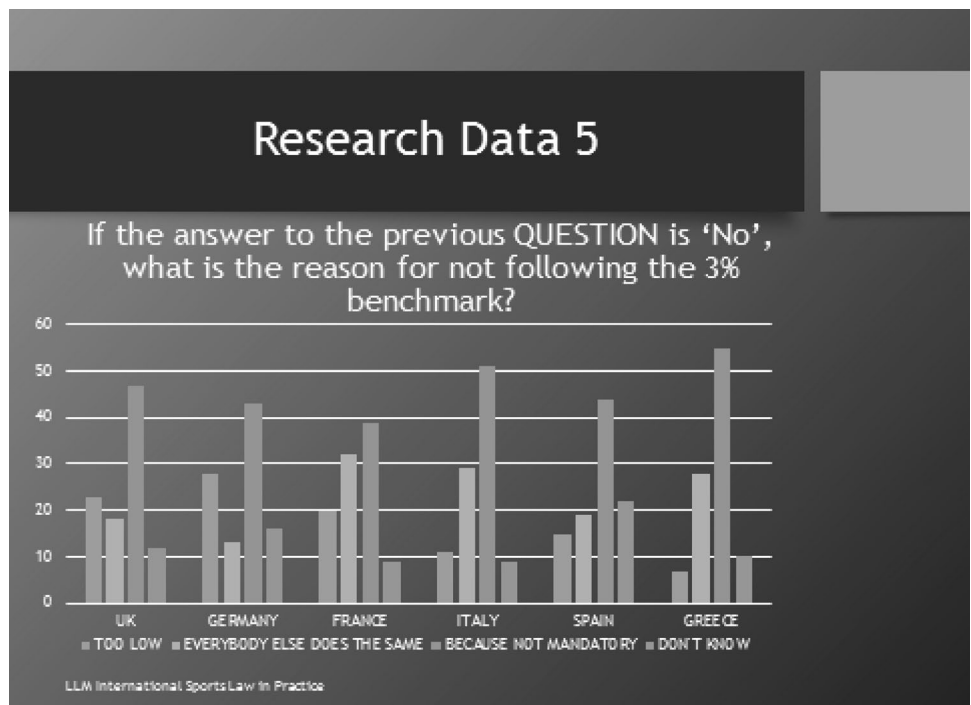 Research Data 5
If the answer to the previous QUESTION is ‘No’,
what is the reason for not following the 3%
benchmark?
60
50
40
30
20
10
0
UK GERMANY FRANCE ITALY SPAIN GREECE
TOO LOW EVERYBODY ELSE DOES THE SAME BECAUSE NOT MANDATORY DON'T KNOW
LLM International Sports Law in Practice